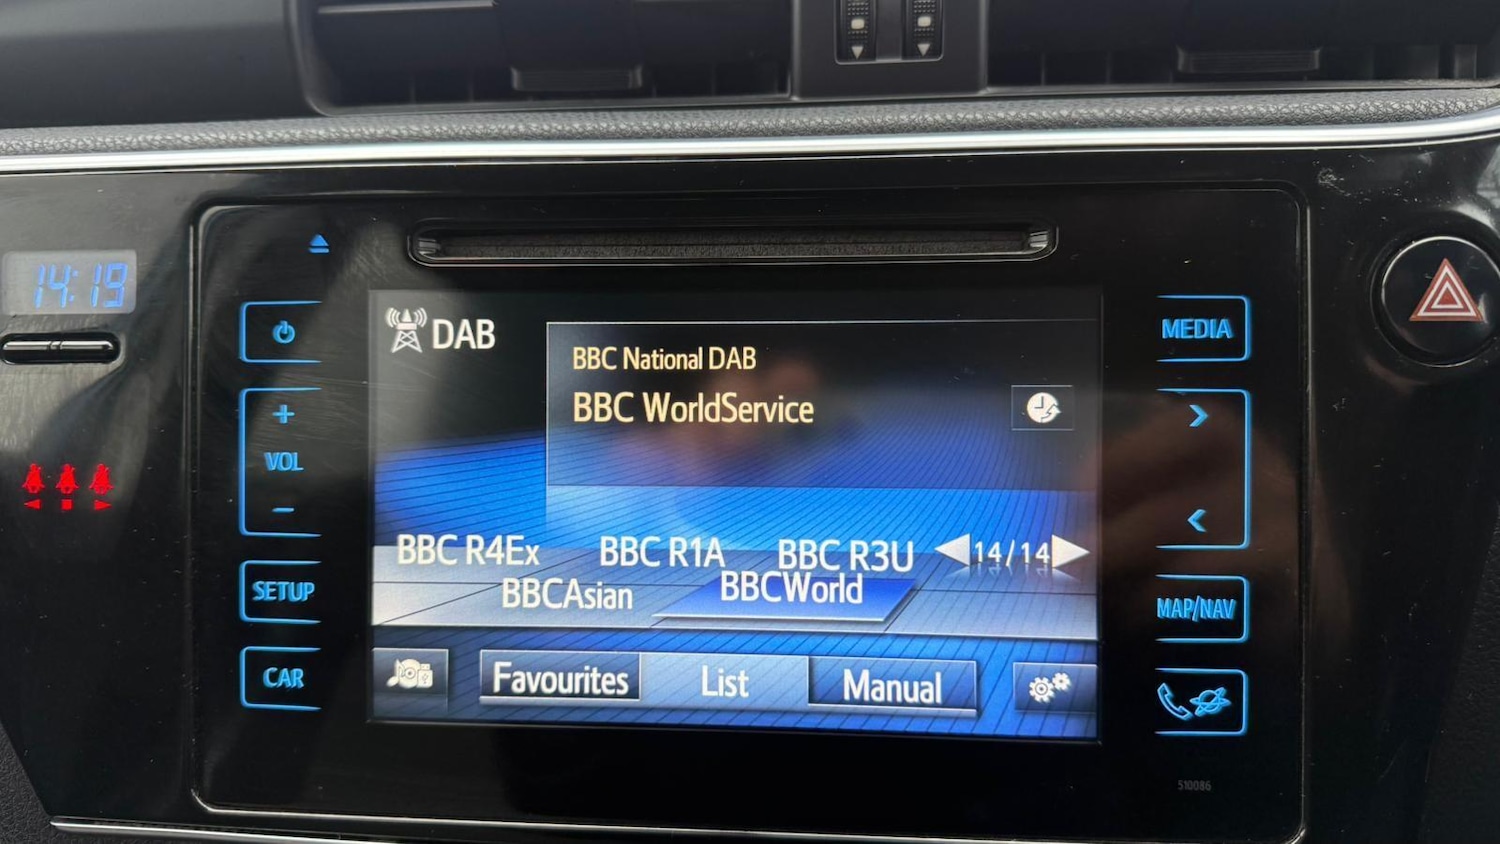 14:19
DAB
BBC National DAB
BBC WorldService
VOL
SETUP
CAR
BBC R4Ex BBC R1A BBC R3U 14/14
BBCAsian BBCWorld
Favourites List Manual
MEDIA
MAP/NAV
510086